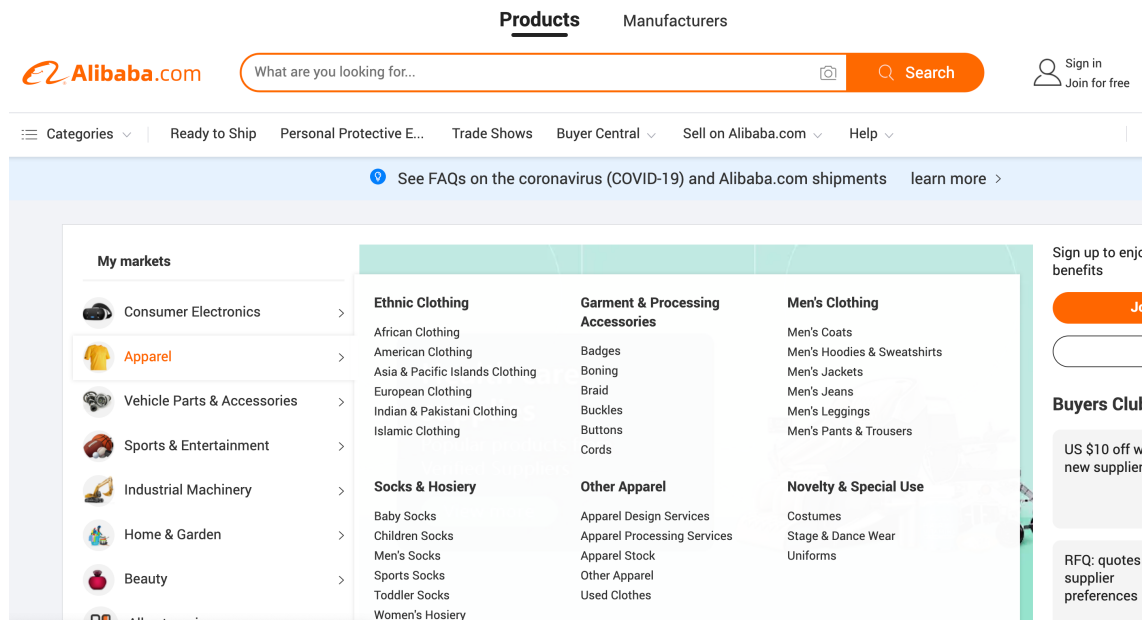 Products
Manufacturers
Alibaba.com
What are you looking for...
Search
Sign in
Join for free
Categories
Ready to Ship
Personal Protective E...
Trade Shows
Buyer Central
Sell on Alibaba.com
Help
See FAQs on the coronavirus (COVID-19) and Alibaba.com shipments
learn more
My markets
Consumer Electronics
Apparel
Vehicle Parts & Accessories
Sports & Entertainment
Industrial Machinery
Home & Garden
Beauty
Ethnic Clothing
African Clothing
American Clothing
Asia & Pacific Islands Clothing
European Clothing
Indian & Pakistani Clothing
Islamic Clothing
Garment & Processing
Accessories
Badges
Boning
Braid
Buckles
Buttons
Cords
Men's Clothing
Men's Coats
Men's Hoodies & Sweatshirts
Men's Jackets
Men's Jeans
Men's Leggings
Men's Pants & Trousers
Socks & Hosiery
Baby Socks
Children Socks
Men's Socks
Sports Socks
Toddler Socks
Women's Hosiery
Other Apparel
Apparel Design Services
Apparel Processing Services
Apparel Stock
Other Apparel
Used Clothes
Novelty & Special Use
Costumes
Stage & Dance Wear
Uniforms
Sign up to enjo
benefits
Jo
Buyers Clul
US $10 off w
new supplier
RFQ: quotes
supplier
preferences